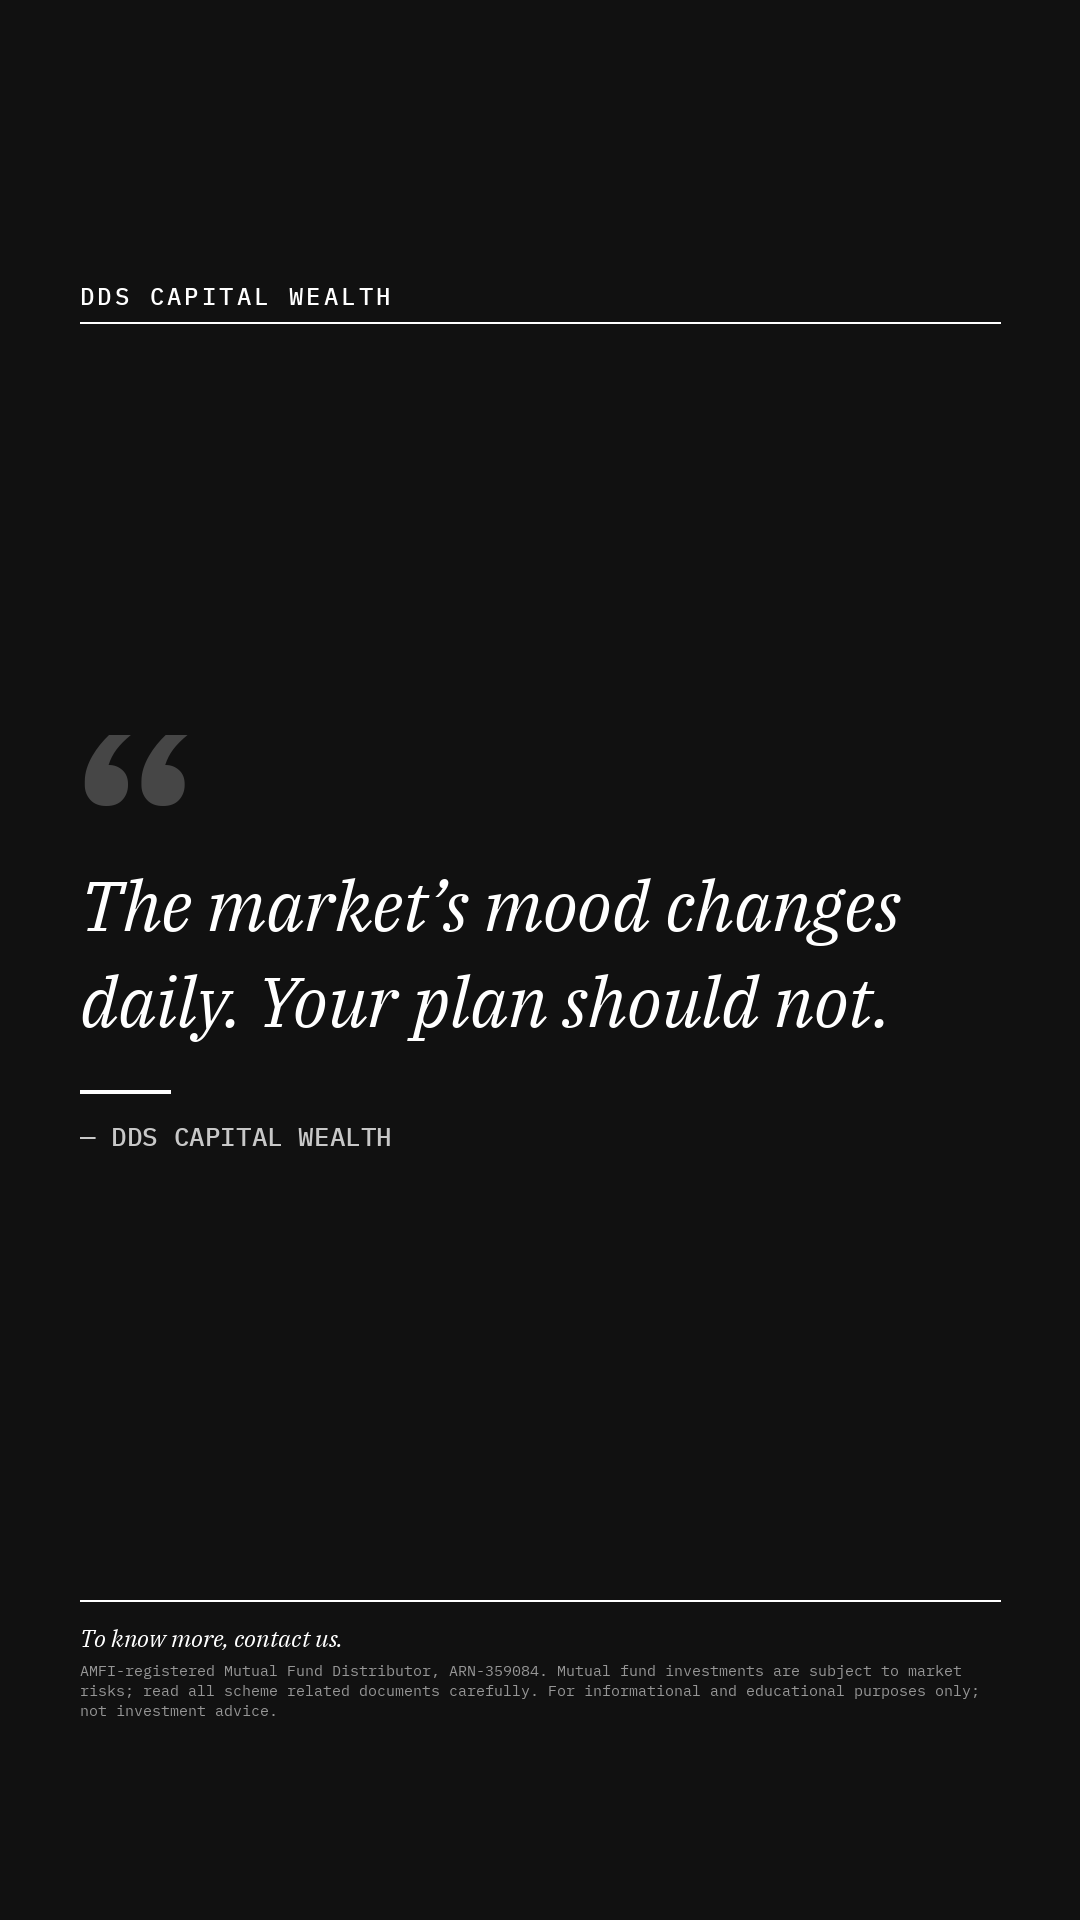 DDS CAPITAL WEALTH
“
The market’s mood changes
daily. Your plan should not.
— DDS CAPITAL WEALTH
To know more, contact us.
AMFI-registered Mutual Fund Distributor, ARN-359084. Mutual fund investments are subject to market
risks; read all scheme related documents carefully. For informational and educational purposes only;
not investment advice.